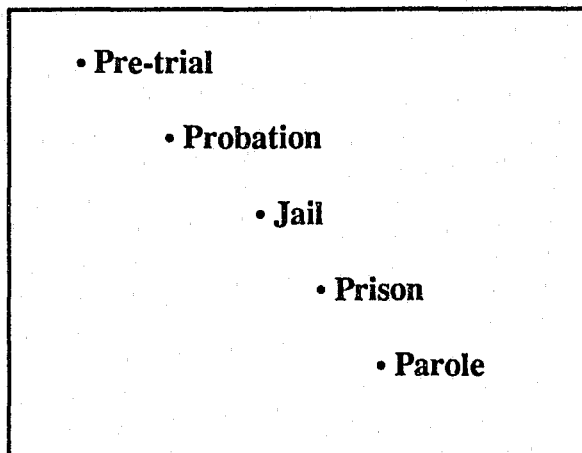 • Pre-trial
• Probation
• Jail
• Prison
• Parole